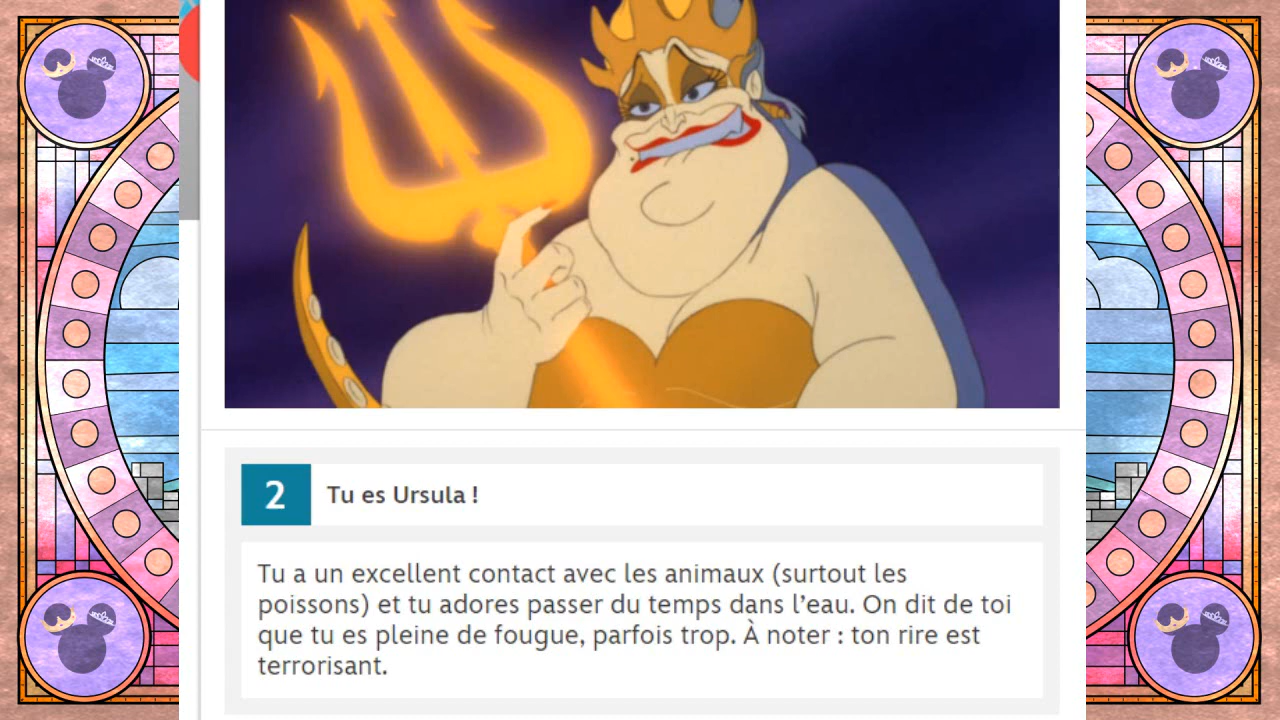 2
Tu es Ursula !
Tu a un excellent contact avec les animaux (surtout les
poissons) et tu adores passer du temps dans l’eau. On dit de toi
que tu es pleine de fougue, parfois trop. À noter : ton rire est
terrorisant.